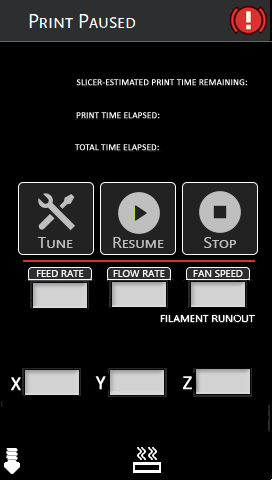 Print Paused
SLICER-ESTIMATED PRINT TIME REMAINING:
PRINT TIME ELAPSED:
TOTAL TIME ELAPSED:
Tune Resume Stop
FEED RATE FLOW RATE FAN SPEED
FILAMENT RUNOUT
X Y Z